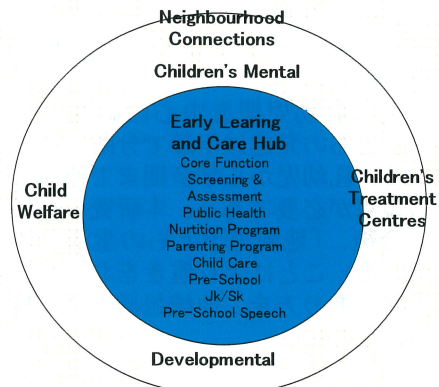 Neighbourhood
Connections
Children's Mental
Early Learing
and Care Hub
Core Function
Screening &
Assessment
Public Health
Nurtition Program
Parenting Program
Child Care
Pre-School
Jk/Sk
Pre-School Speech
Child
Welfare
Children's
Treatment
Centres
Developmental